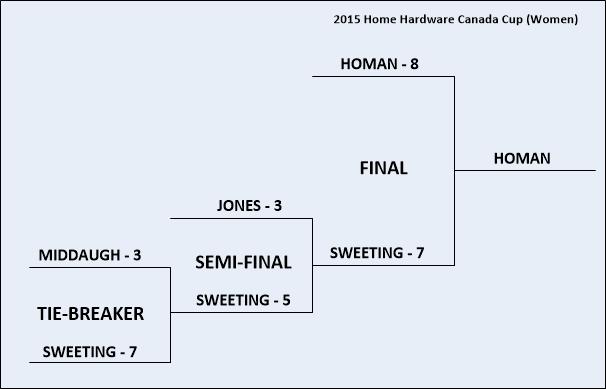 2015 Home Hardware Canada Cup (Women)
HOMAN - 8
FINAL
HOMAN
JONES - 3
SWEETING - 7
MIDDAUGH - 3
SEMI-FINAL
SWEETING - 5
TIE-BREAKER
SWEETING - 7